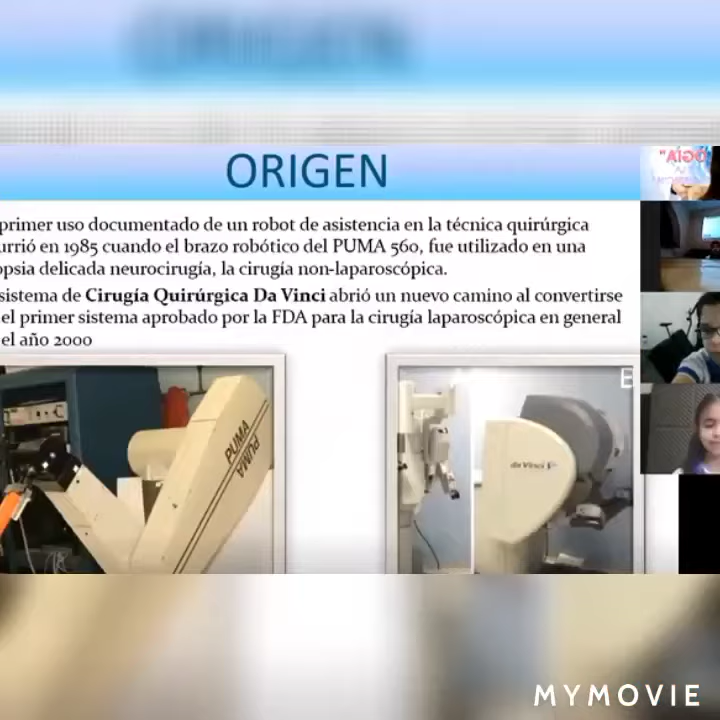 ORIGEN
primer uso documentado de un robot de asistencia en la técnica quirúrgica
urrió en 1985 cuando el brazo robótico del PUMA 560, fue utilizado en una
opsia delicada neurocirugía, la cirugía non-laparoscópica.
sistema de Cirugía Quirúrgica Da Vinci abrió un nuevo camino al convertirse
el primer sistema aprobado por la FDA para la cirugía laparoscópica en general
el año 2000
PUMA
PUMA
da Vinci
E
MYMOVIE